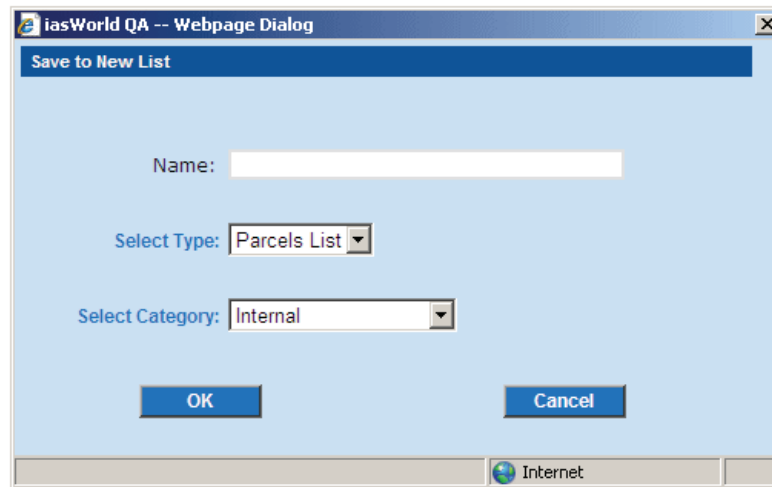 iasWorld QA -- Webpage Dialog
Save to New List
Name:
Select Type: Parcels List
Select Category: Internal
OK Cancel
Internet